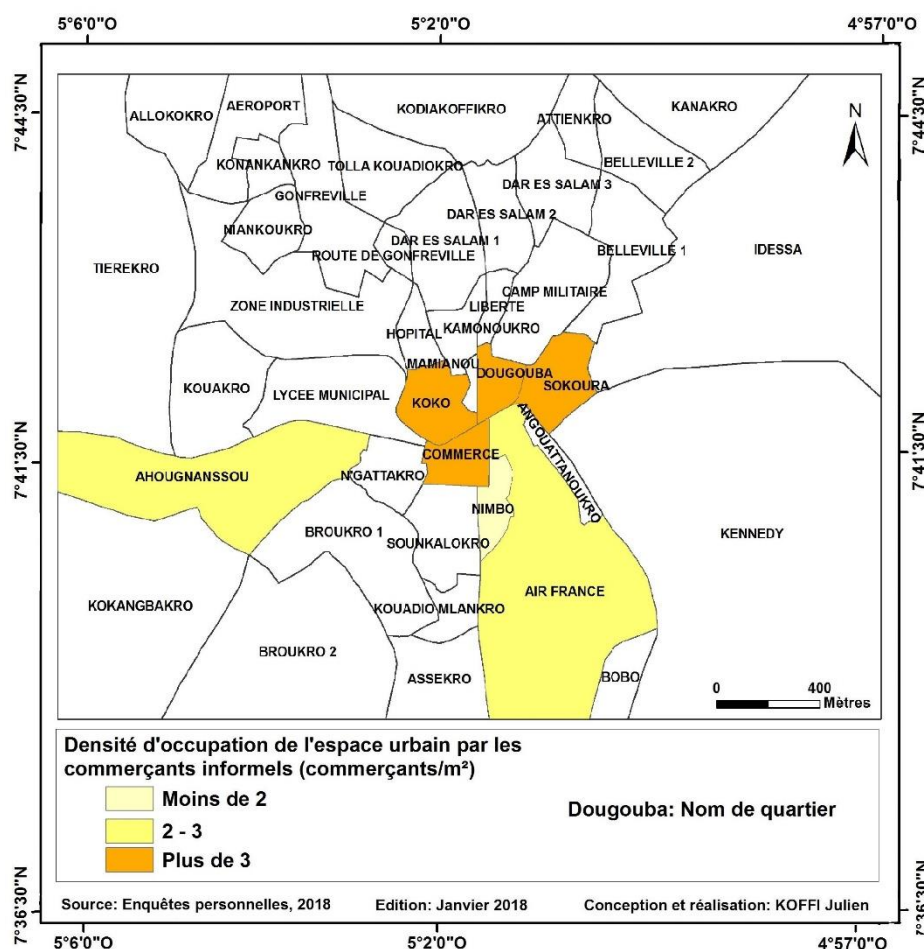 5°6'0"O 5°2'0"O 4°57'0"O
7°44'30"N 7°44'30"N
N
ALLOKOKRO
AEROPORT
KODIAKOFFIKRO
ATTIENKRO
KANAKRO
KONANKANKRO
TOLLA KOUADIOKRO
BELLEVILLE 2
GONFREVILLE
DAR ES SALAM 3
DAR ES SALAM 2
NIANKOUKRO
DAR ES SALAM 1
ROUTE DE GONFREVILLE
BELLEVILLE 1
IDESSA
TIEREKRO
CAMP MILITAIRE
ZONE INDUSTRIELLE
LIBERTE
HOPITAL
KAMONOUKRO
MAMIANOU
DOUGOUBA
SOKOURA
KOUAKRO
LYCEE MUNICIPAL
KOKO
ANGOUATTANOUKRO
7°41'30"N 7°41'30"N
COMMERCE
AHOUGNANSSOU
N'GATTAKRO
NIMBO
BROUKRO 1
SOUNKALOKRO
KENNEDY
AIR FRANCE
KOKANGBAKRO
KOUADIO MLANKRO
BROUKRO 2
ASSEKRO
BOBO
0 400
Mètres
Densité d'occupation de l'espace urbain par les
commerçants informels (commerçants/m²)
Moins de 2
2 - 3
Plus de 3
Dougouba: Nom de quartier
Source: Enquêtes personnelles, 2018 Edition: Janvier 2018 Conception et réalisation: KOFFI Julien
7°36'30"N 7°36'30"N
5°6'0"O 5°2'0"O 4°57'0"O